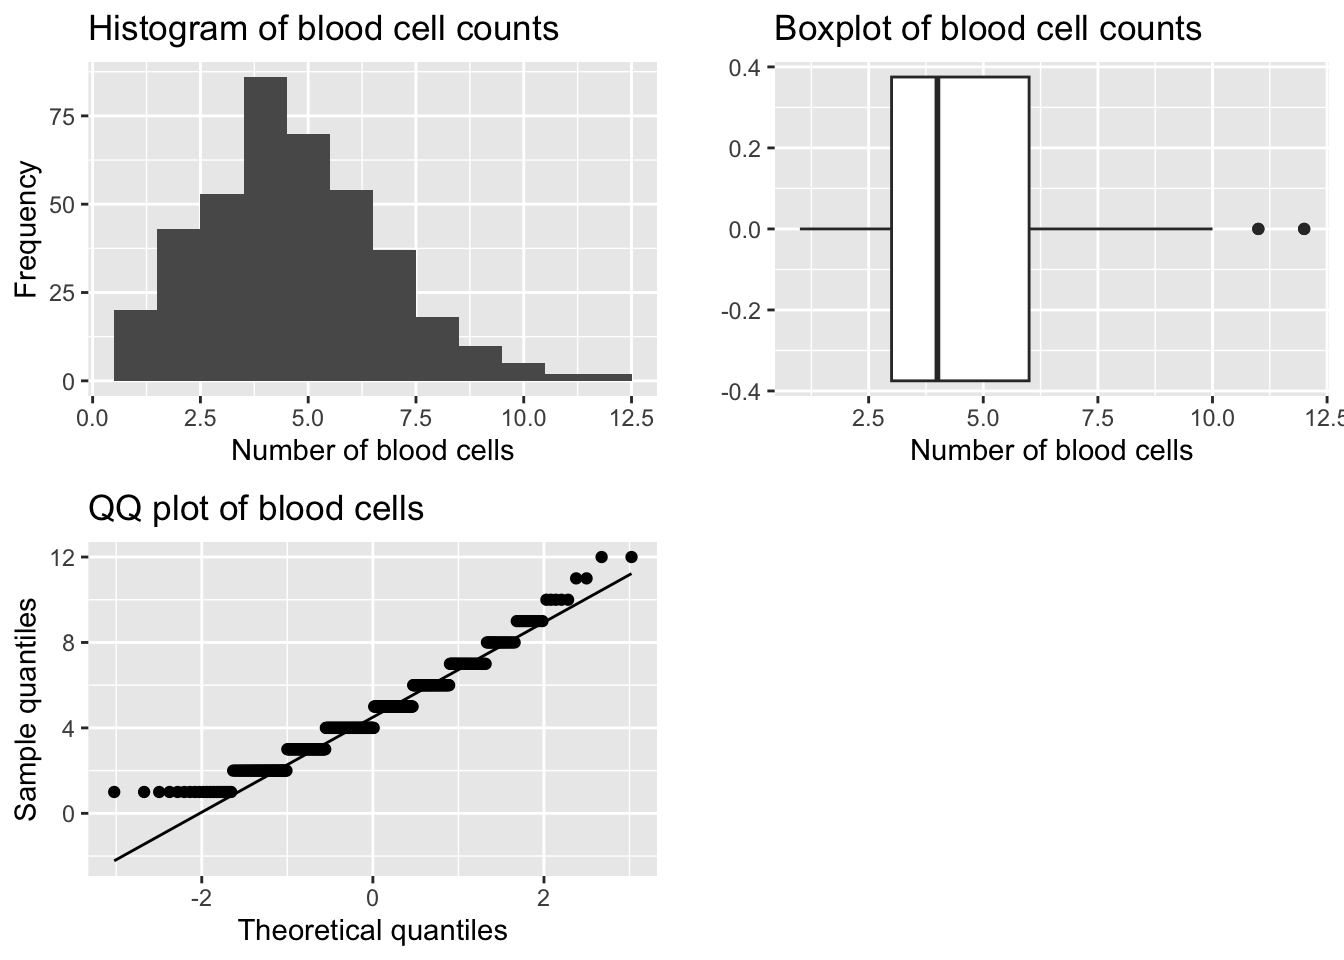 Histogram of blood cell counts
75
50
25
0
Frequency
0.0 2.5 5.0 7.5 10.0 12.5
Number of blood cells
Boxplot of blood cell counts
0.4
0.2
0.0
-0.2
-0.4
2.5 5.0 7.5 10.0 12.5
Number of blood cells
QQ plot of blood cells
12
8
4
0
Sample quantiles
-2 0 2
Theoretical quantiles